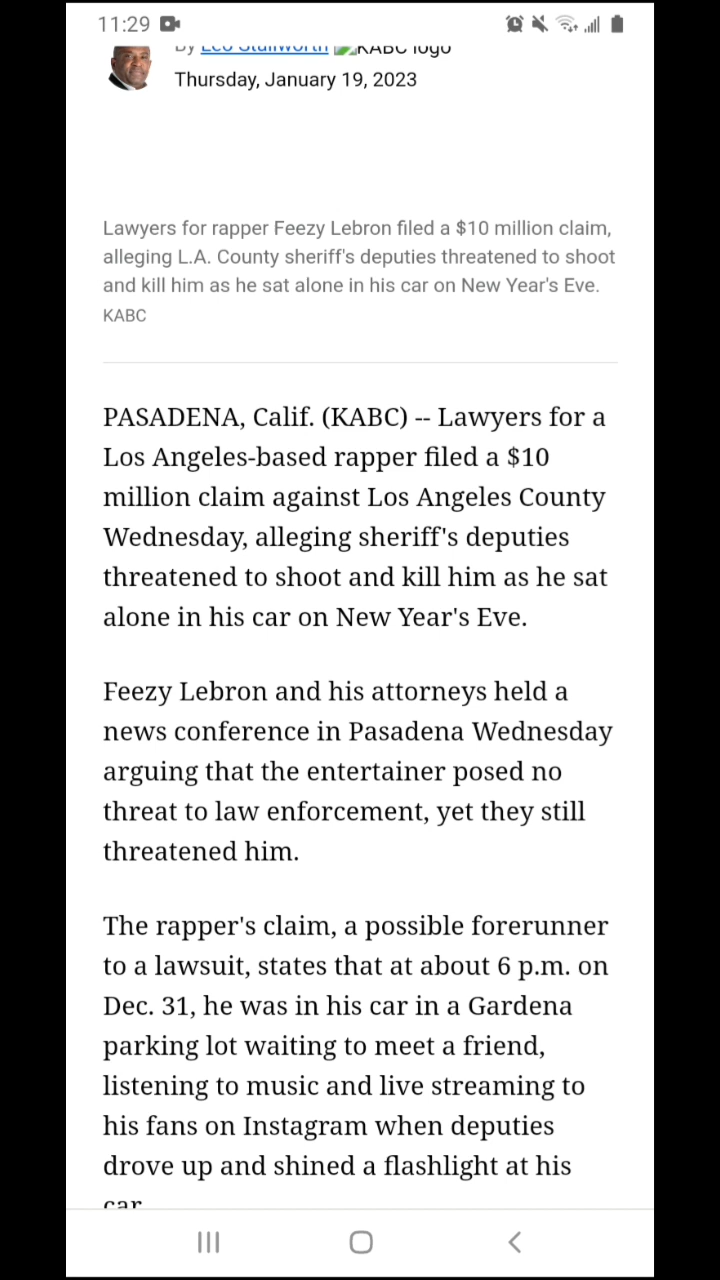 11:29
By Leo Stallworth KABC logo
Thursday, January 19, 2023
Lawyers for rapper Feezy Lebron filed a $10 million claim,
alleging L.A. County sheriff's deputies threatened to shoot
and kill him as he sat alone in his car on New Year's Eve.
KABC
PASADENA, Calif. (KABC) -- Lawyers for a
Los Angeles-based rapper filed a $10
million claim against Los Angeles County
Wednesday, alleging sheriff's deputies
threatened to shoot and kill him as he sat
alone in his car on New Year's Eve.
Feezy Lebron and his attorneys held a
news conference in Pasadena Wednesday
arguing that the entertainer posed no
threat to law enforcement, yet they still
threatened him.
The rapper's claim, a possible forerunner
to a lawsuit, states that at about 6 p.m. on
Dec. 31, he was in his car in a Gardena
parking lot waiting to meet a friend,
listening to music and live streaming to
his fans on Instagram when deputies
drove up and shined a flashlight at his
car